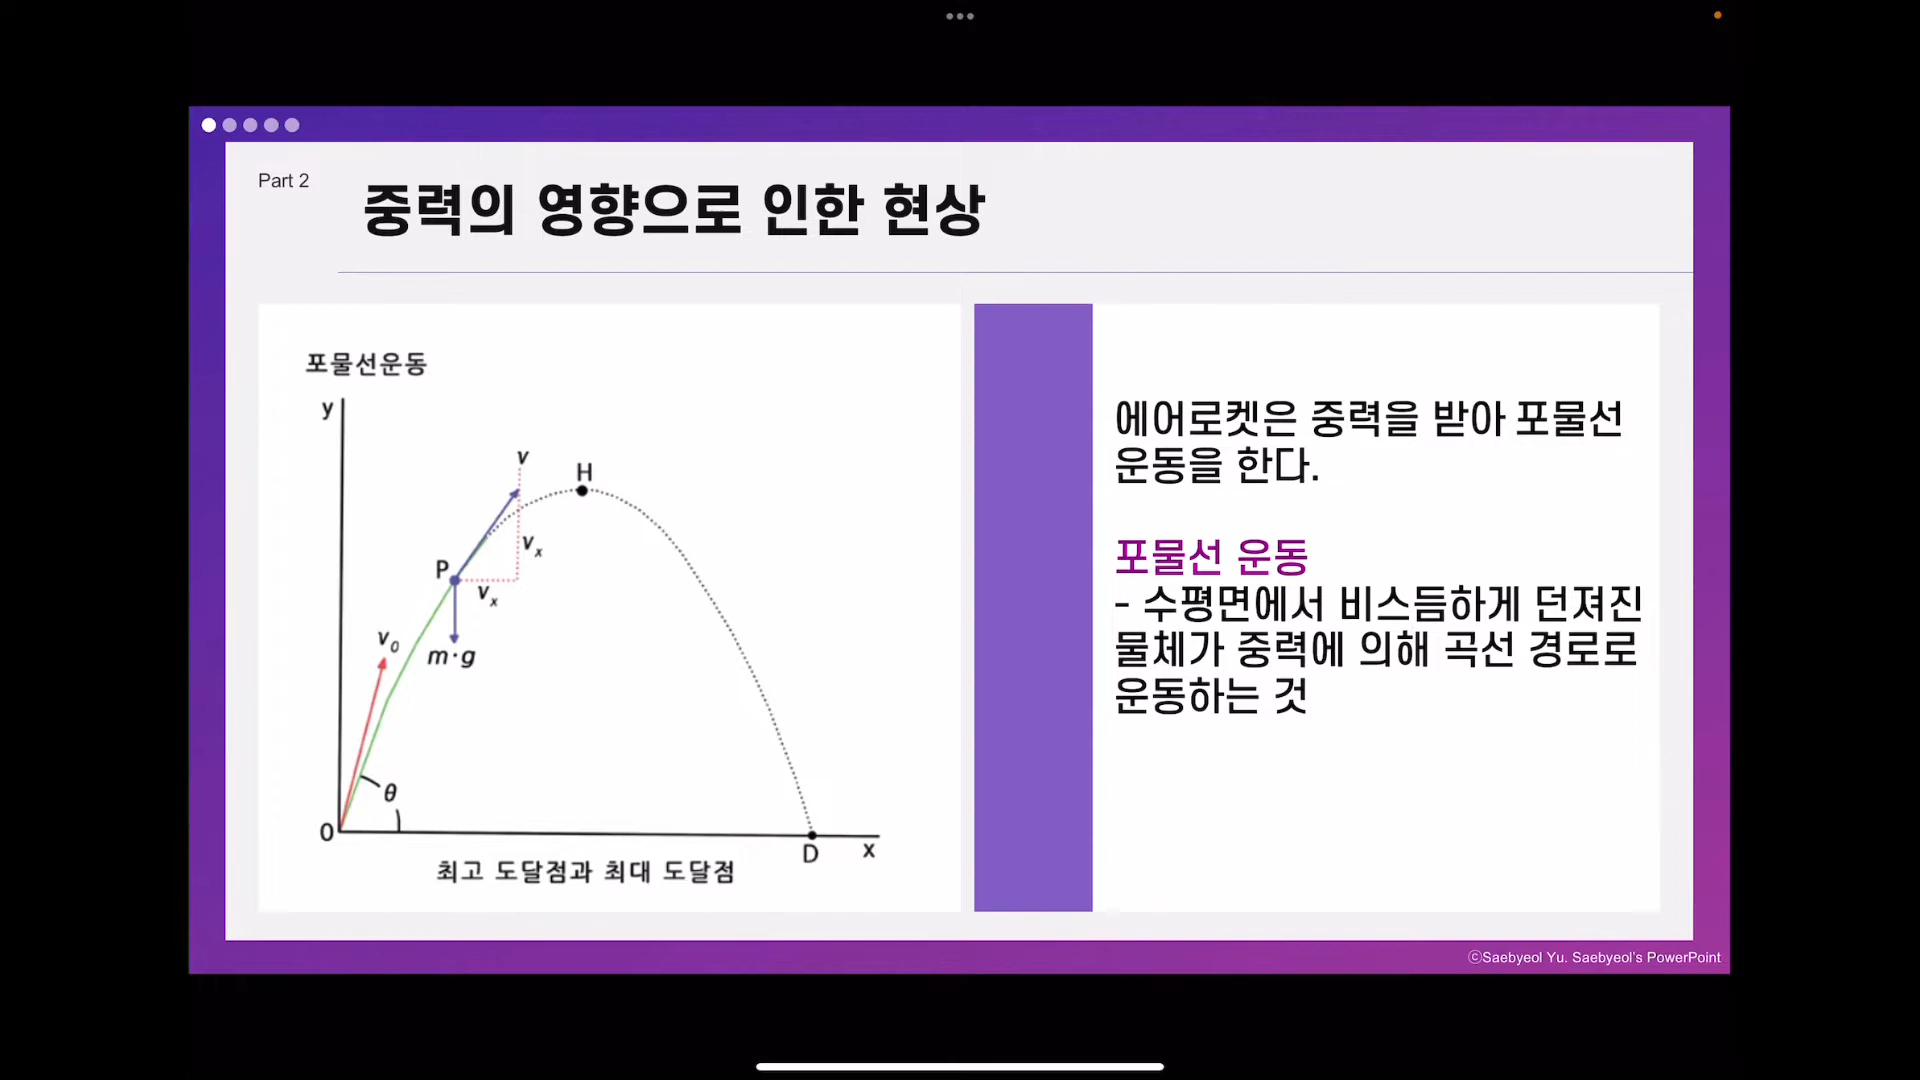 Part 2
중력의 영향으로 인한 현상
포물선운동
y
v
H
vₓ
P
vₓ
v₀
m·g
θ
0
D
x
최고 도달점과 최대 도달점
에어로켓은 중력을 받아 포물선
운동을 한다.
포물선 운동
- 수평면에서 비스듬하게 던져진
물체가 중력에 의해 곡선 경로로
운동하는 것
ⓒSaebyeol Yu. Saebyeol's PowerPoint